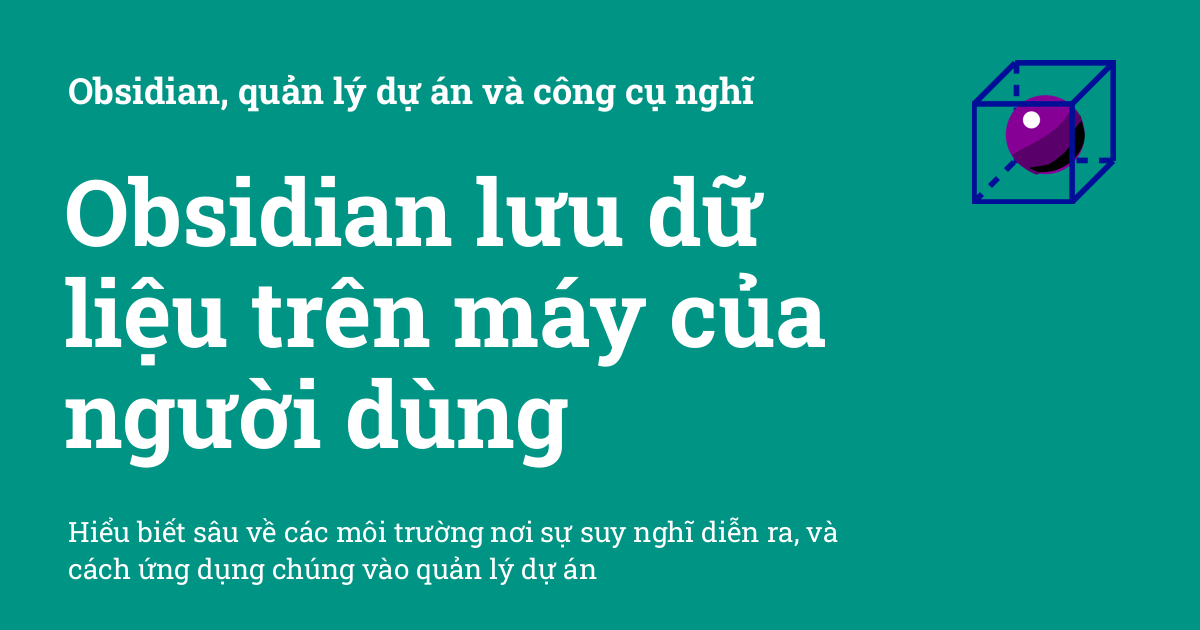 Obsidian, quản lý dự án và công cụ nghĩ
Obsidian lưu dữ
liệu trên máy của
người dùng
Hiểu biết sâu về các môi trường nơi sự suy nghĩ diễn ra, và
cách ứng dụng chúng vào quản lý dự án